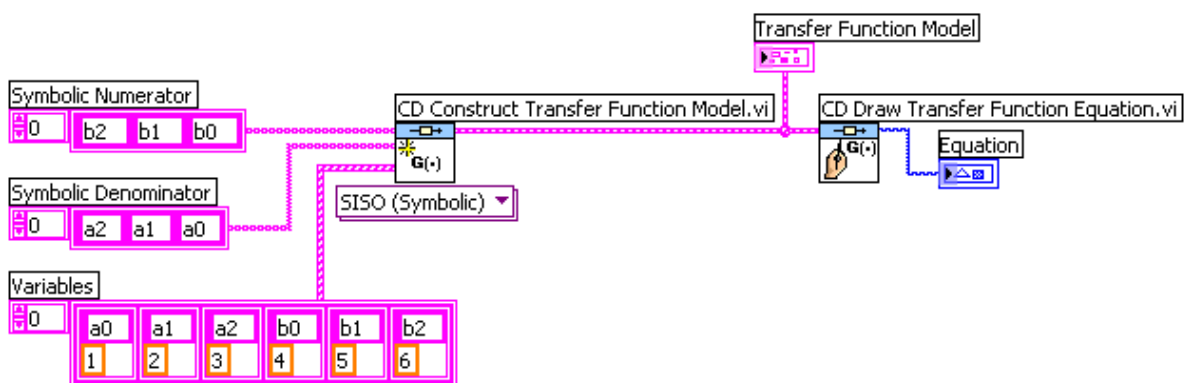 Transfer Function Model
Symbolic Numerator
0 b2 b1 b0
CD Construct Transfer Function Model.vi
G(·)
SISO (Symbolic)
CD Draw Transfer Function Equation.vi
G(·)
Equation
Symbolic Denominator
0 a2 a1 a0
Variables
0 a0 a1 a2 b0 b1 b2
1 2 3 4 5 6